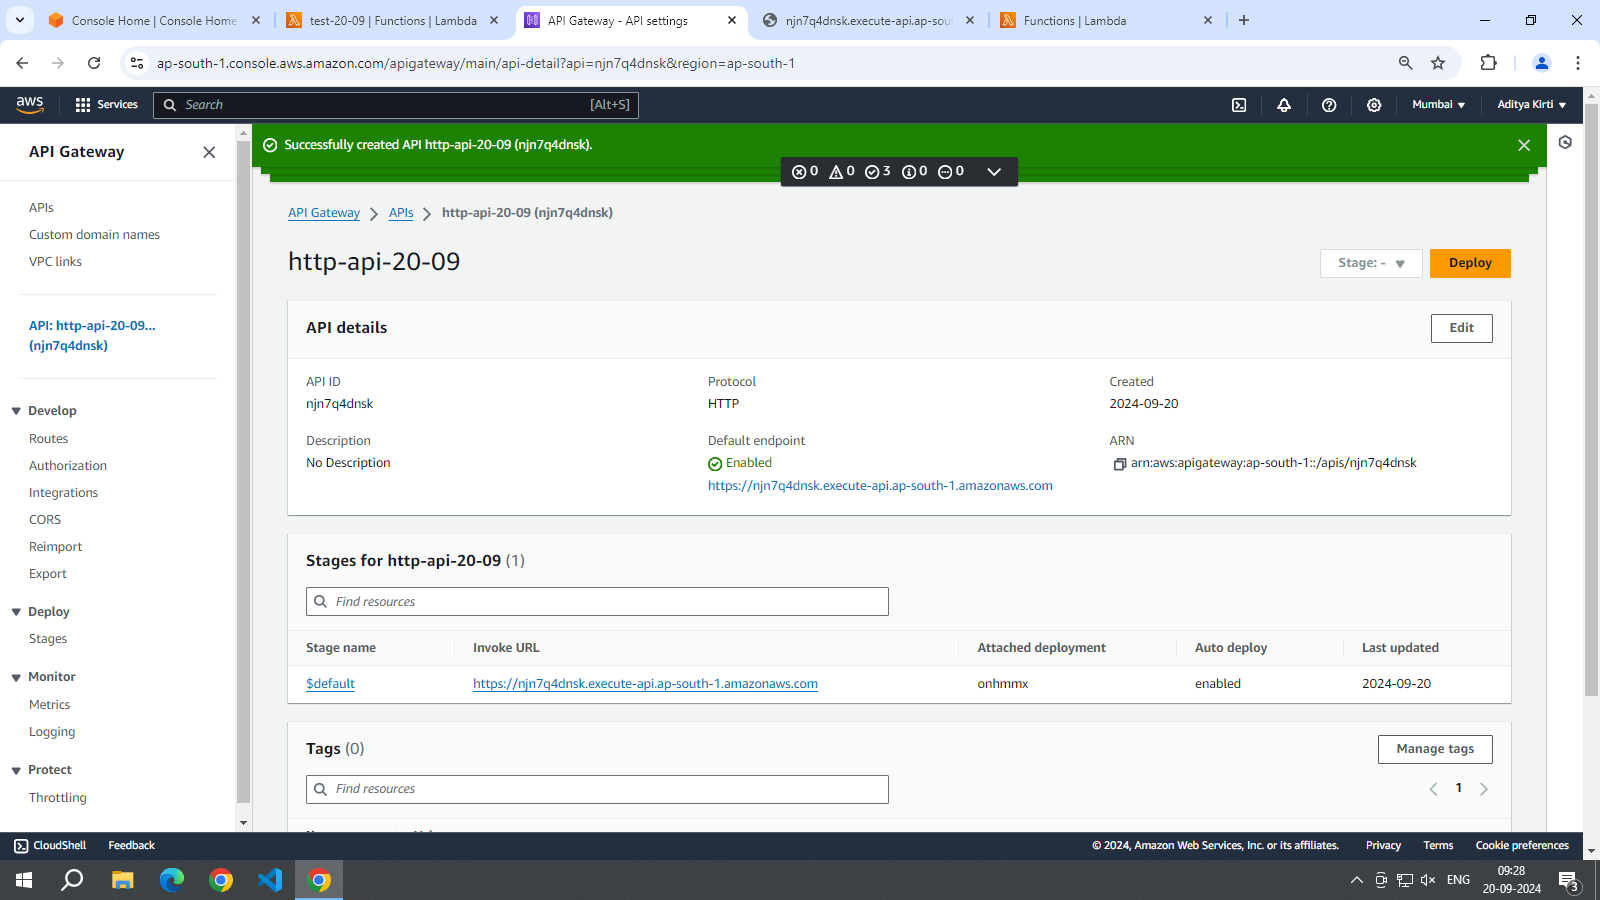 Console Home | Console Home
test-20-09 | Functions | Lambda
API Gateway - API settings
njn7q4dnsk.execute-api.ap-sout
Functions | Lambda
ap-south-1.console.aws.amazon.com/apigateway/main/api-detail?api=njn7q4dnsk&region=ap-south-1
aws
Services
Search
[Alt+S]
Mumbai
Aditya Kirti
API Gateway
Successfully created API http-api-20-09 (njn7q4dnsk).
0 0 3 0 0
APIs
Custom domain names
VPC links
API: http-api-20-09...
(njn7q4dnsk)
Develop
Routes
Authorization
Integrations
CORS
Reimport
Export
Deploy
Stages
Monitor
Metrics
Logging
Protect
Throttling
API Gateway
APIs
http-api-20-09 (njn7q4dnsk)
http-api-20-09
Stage: -
Deploy
API details
Edit
API ID
njn7q4dnsk
Protocol
HTTP
Created
2024-09-20
Description
No Description
Default endpoint
Enabled
https://njn7q4dnsk.execute-api.ap-south-1.amazonaws.com
ARN
arn:aws:apigateway:ap-south-1::/apis/njn7q4dnsk
Stages for http-api-20-09 (1)
Find resources
Stage name
Invoke URL
Attached deployment
Auto deploy
Last updated
$default
https://njn7q4dnsk.execute-api.ap-south-1.amazonaws.com
onhmmx
enabled
2024-09-20
Tags (0)
Manage tags
Find resources
1
CloudShell
Feedback
© 2024, Amazon Web Services, Inc. or its affiliates.
Privacy
Terms
Cookie preferences
ENG
09:28
20-09-2024
3